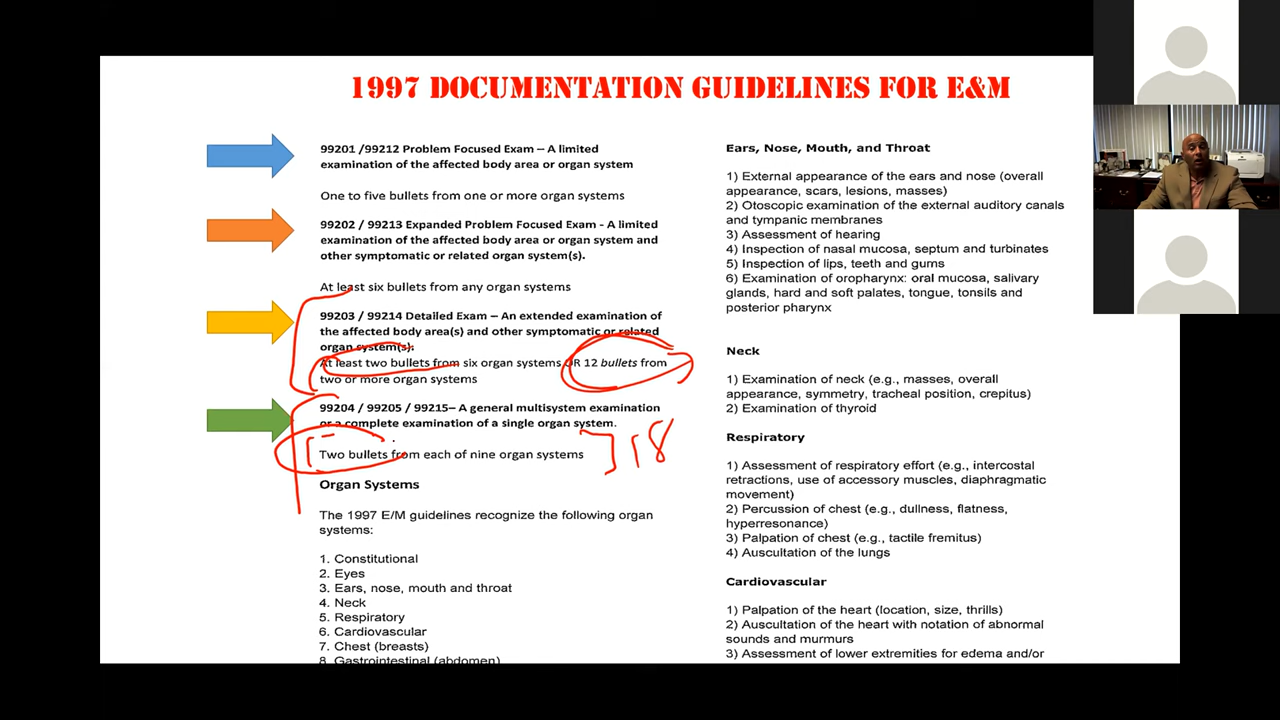 1997 DOCUMENTATION GUIDELINES FOR E&M
99201 /99212 Problem Focused Exam – A limited
examination of the affected body area or organ system
One to five bullets from one or more organ systems
99202 / 99213 Expanded Problem Focused Exam - A limited
examination of the affected body area or organ system and
other symptomatic or related organ system(s).
At least six bullets from any organ systems
99203 / 99214 Detailed Exam – An extended examination of
the affected body area(s) and other symptomatic or related
organ system(s).
At least two bullets from six organ systems OR 12 bullets from
two or more organ systems
99204 / 99205 / 99215– A general multisystem examination
or a complete examination of a single organ system.
Two bullets from each of nine organ systems
18
Organ Systems
The 1997 E/M guidelines recognize the following organ
systems:
1. Constitutional
2. Eyes
3. Ears, nose, mouth and throat
4. Neck
5. Respiratory
6. Cardiovascular
7. Chest (breasts)
8. Gastrointestinal (abdomen)
Ears, Nose, Mouth, and Throat
1) External appearance of the ears and nose (overall
appearance, scars, lesions, masses)
2) Otoscopic examination of the external auditory canals
and tympanic membranes
3) Assessment of hearing
4) Inspection of nasal mucosa, septum and turbinates
5) Inspection of lips, teeth and gums
6) Examination of oropharynx: oral mucosa, salivary
glands, hard and soft palates, tongue, tonsils and
posterior pharynx
Neck
1) Examination of neck (e.g., masses, overall
appearance, symmetry, tracheal position, crepitus)
2) Examination of thyroid
Respiratory
1) Assessment of respiratory effort (e.g., intercostal
retractions, use of accessory muscles, diaphragmatic
movement)
2) Percussion of chest (e.g., dullness, flatness,
hyperresonance)
3) Palpation of chest (e.g., tactile fremitus)
4) Auscultation of the lungs
Cardiovascular
1) Palpation of the heart (location, size, thrills)
2) Auscultation of the heart with notation of abnormal
sounds and murmurs
3) Assessment of lower extremities for edema and/or